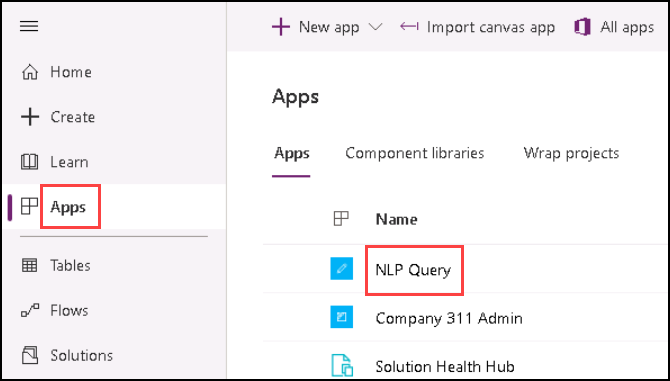 New app
Import canvas app
All apps
Home
Create
Learn
Apps
Tables
Flows
Solutions
Apps
Apps
Component libraries
Wrap projects
Name
NLP Query
Company 311 Admin
Solution Health Hub